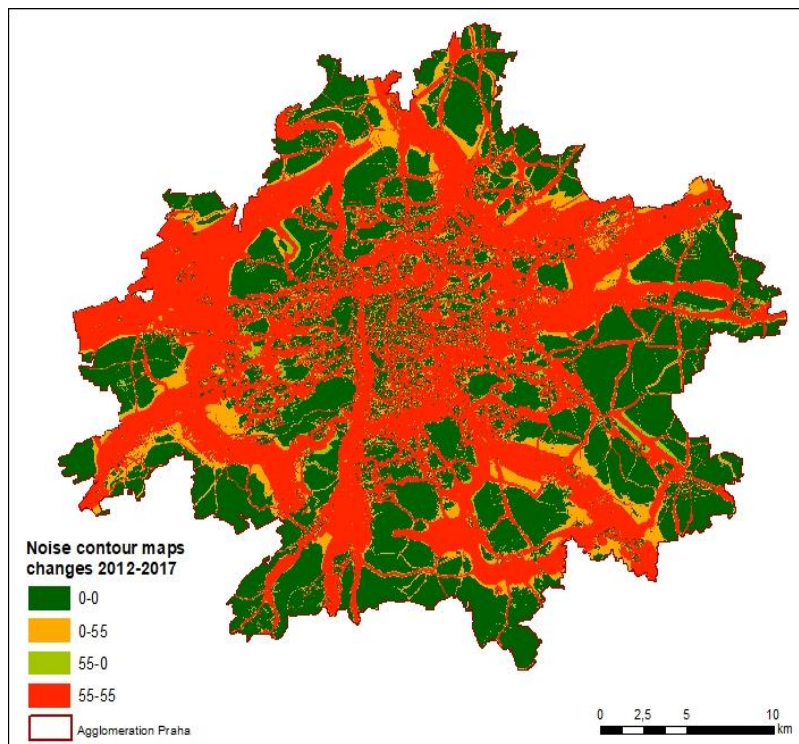 Noise contour maps
changes 2012-2017
0-0
0-55
55-0
55-55
Agglomeration Praha
0 2,5 5 10
km